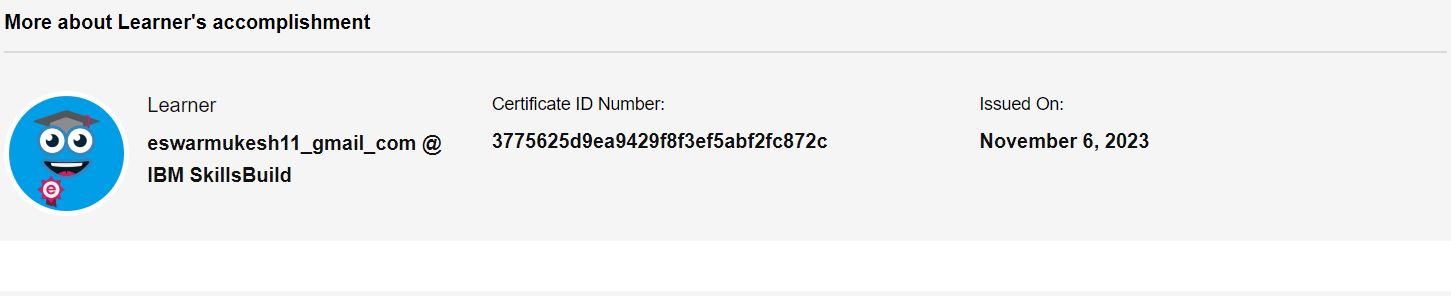 More about Learner's accomplishment
Learner
eswarmukesh11_gmail_com @
IBM SkillsBuild
e
Certificate ID Number:
3775625d9ea9429f8f3ef5abf2fc872c
Issued On:
November 6, 2023